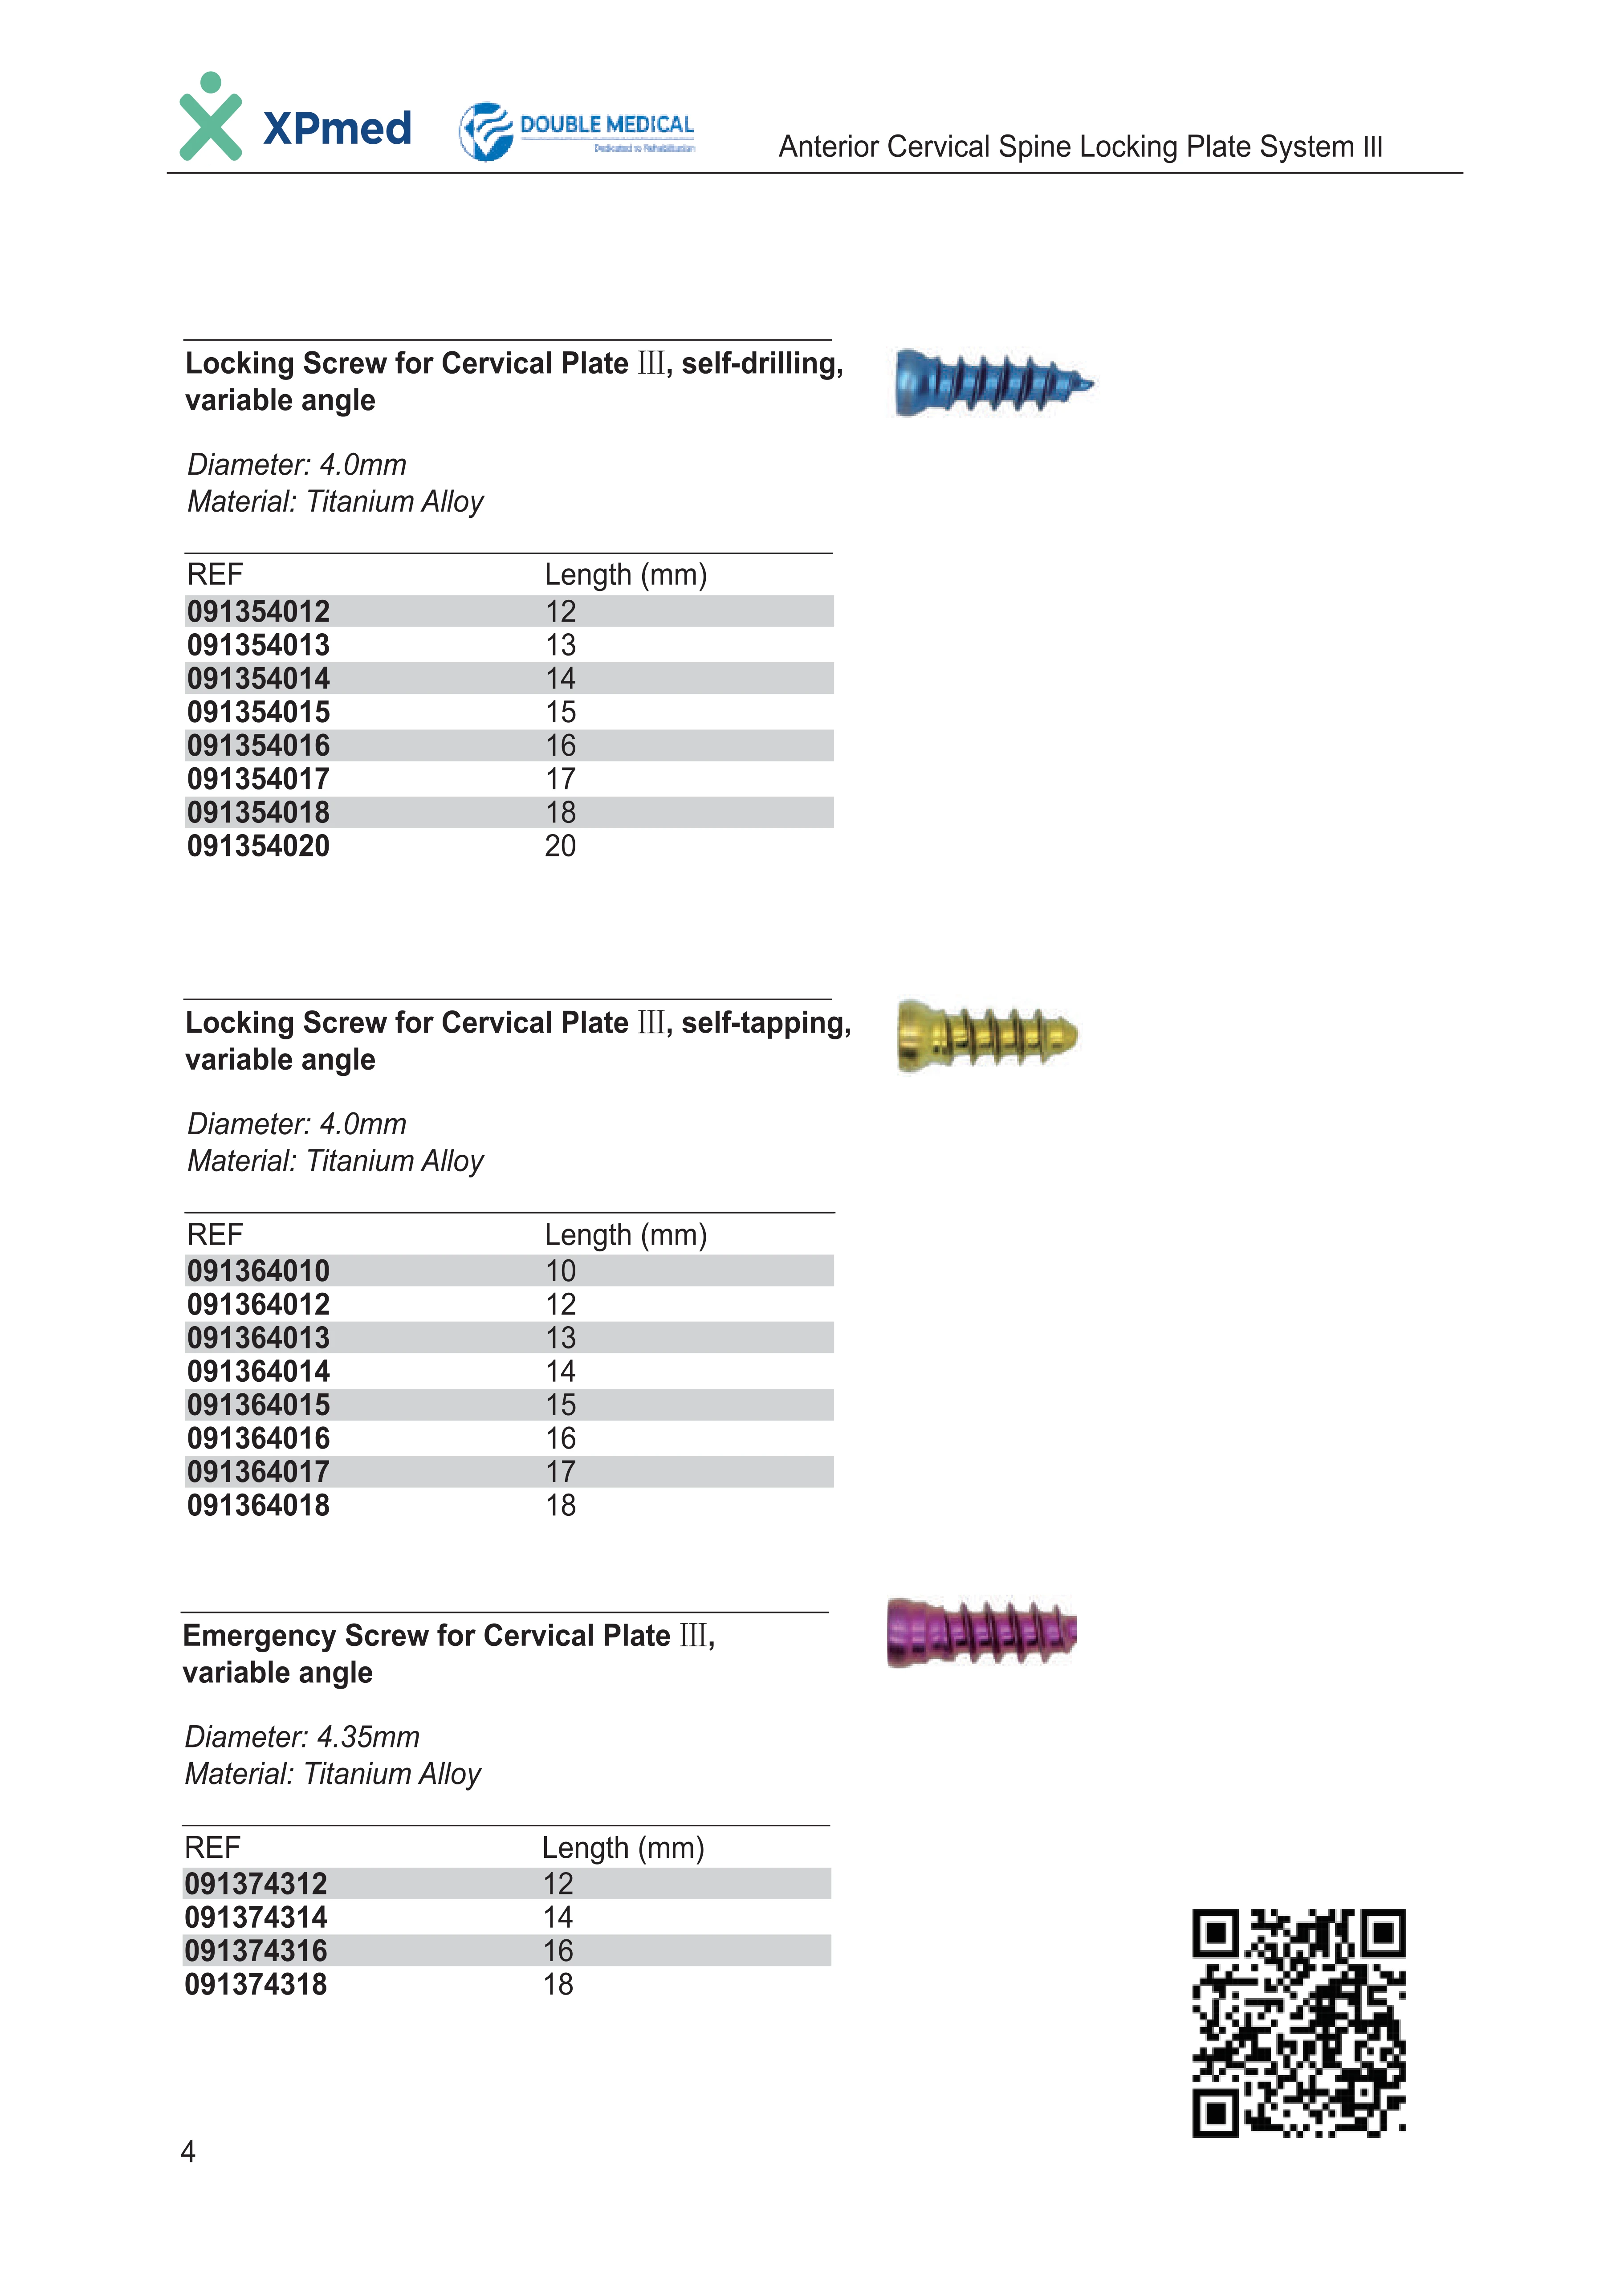 XPmed
DOUBLE MEDICAL
Dedicated to Rehabilitation
Anterior Cervical Spine Locking Plate System III
Locking Screw for Cervical Plate Ⅲ, self-drilling,
variable angle
Diameter: 4.0mm
Material: Titanium Alloy
REF Length (mm)
091354012 12
091354013 13
091354014 14
091354015 15
091354016 16
091354017 17
091354018 18
091354020 20
Locking Screw for Cervical Plate Ⅲ, self-tapping,
variable angle
Diameter: 4.0mm
Material: Titanium Alloy
REF Length (mm)
091364010 10
091364012 12
091364013 13
091364014 14
091364015 15
091364016 16
091364017 17
091364018 18
Emergency Screw for Cervical Plate Ⅲ,
variable angle
Diameter: 4.35mm
Material: Titanium Alloy
REF Length (mm)
091374312 12
091374314 14
091374316 16
091374318 18
4